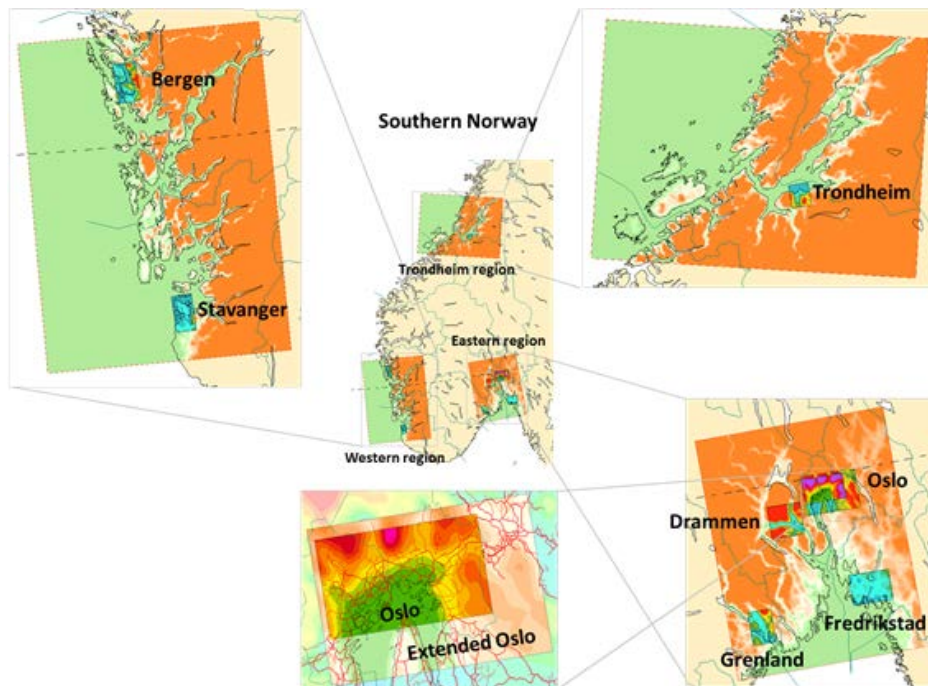 Bergen
Stavanger
Southern Norway
Trondheim
Trondheim region
Eastern region
Western region
Oslo
Drammen
Fredrikstad
Grenland
Oslo
Extended Oslo